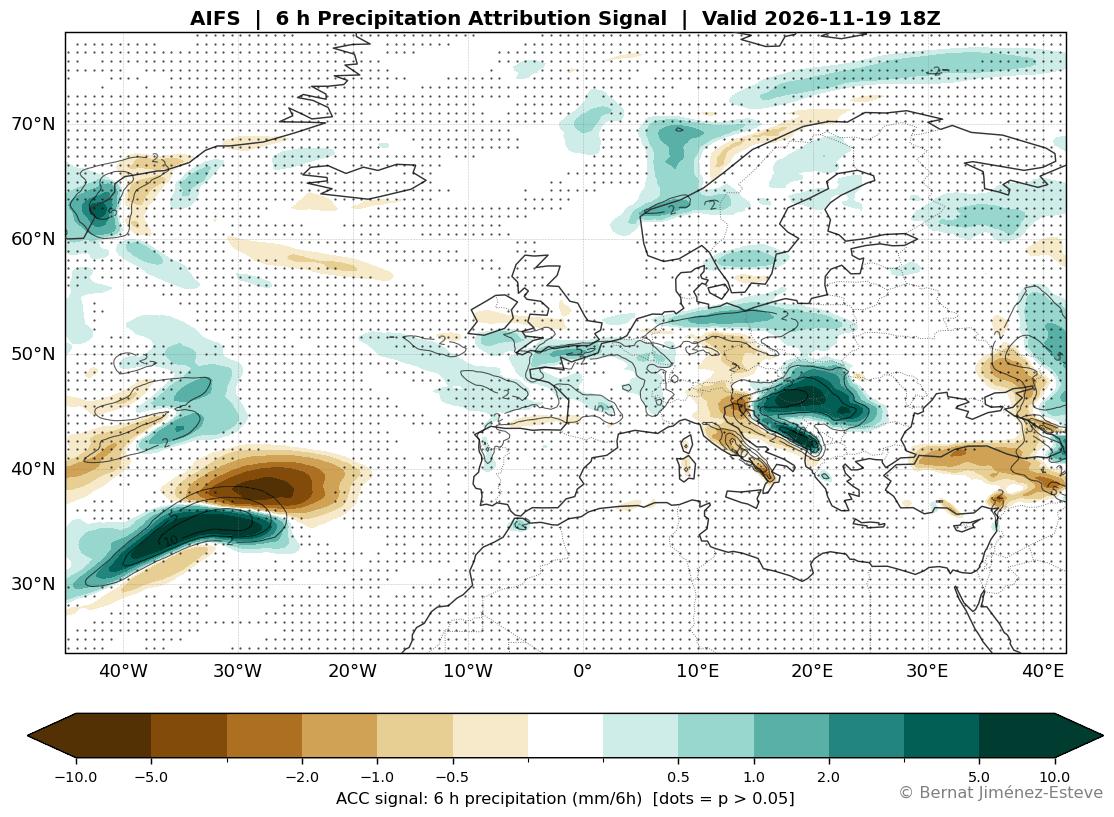 AIFS | 6 h Precipitation Attribution Signal | Valid 2026-11-19 18Z
70°N
60°N
50°N
40°N
30°N
40°W 30°W 20°W 10°W 0° 10°E 20°E 30°E 40°E
−10.0 −5.0 −2.0 −1.0 −0.5 0.5 1.0 2.0 5.0 10.0
ACC signal: 6 h precipitation (mm/6h) [dots = p > 0.05]
© Bernat Jiménez-Esteve